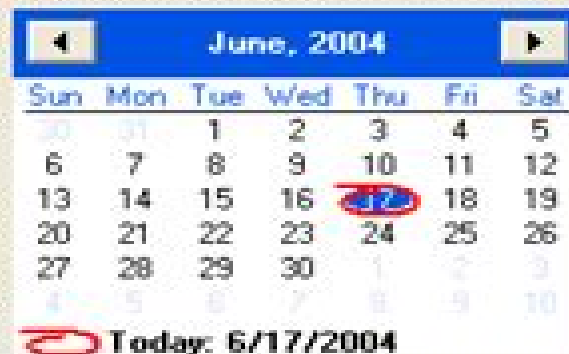 June, 2004
Sun Mon Tue Wed Thu Fri Sat
30 31 1 2 3 4 5
6 7 8 9 10 11 12
13 14 15 16 17 18 19
20 21 22 23 24 25 26
27 28 29 30 1 2 3
4 5 6 7 8 9 10
Today: 6/17/2004